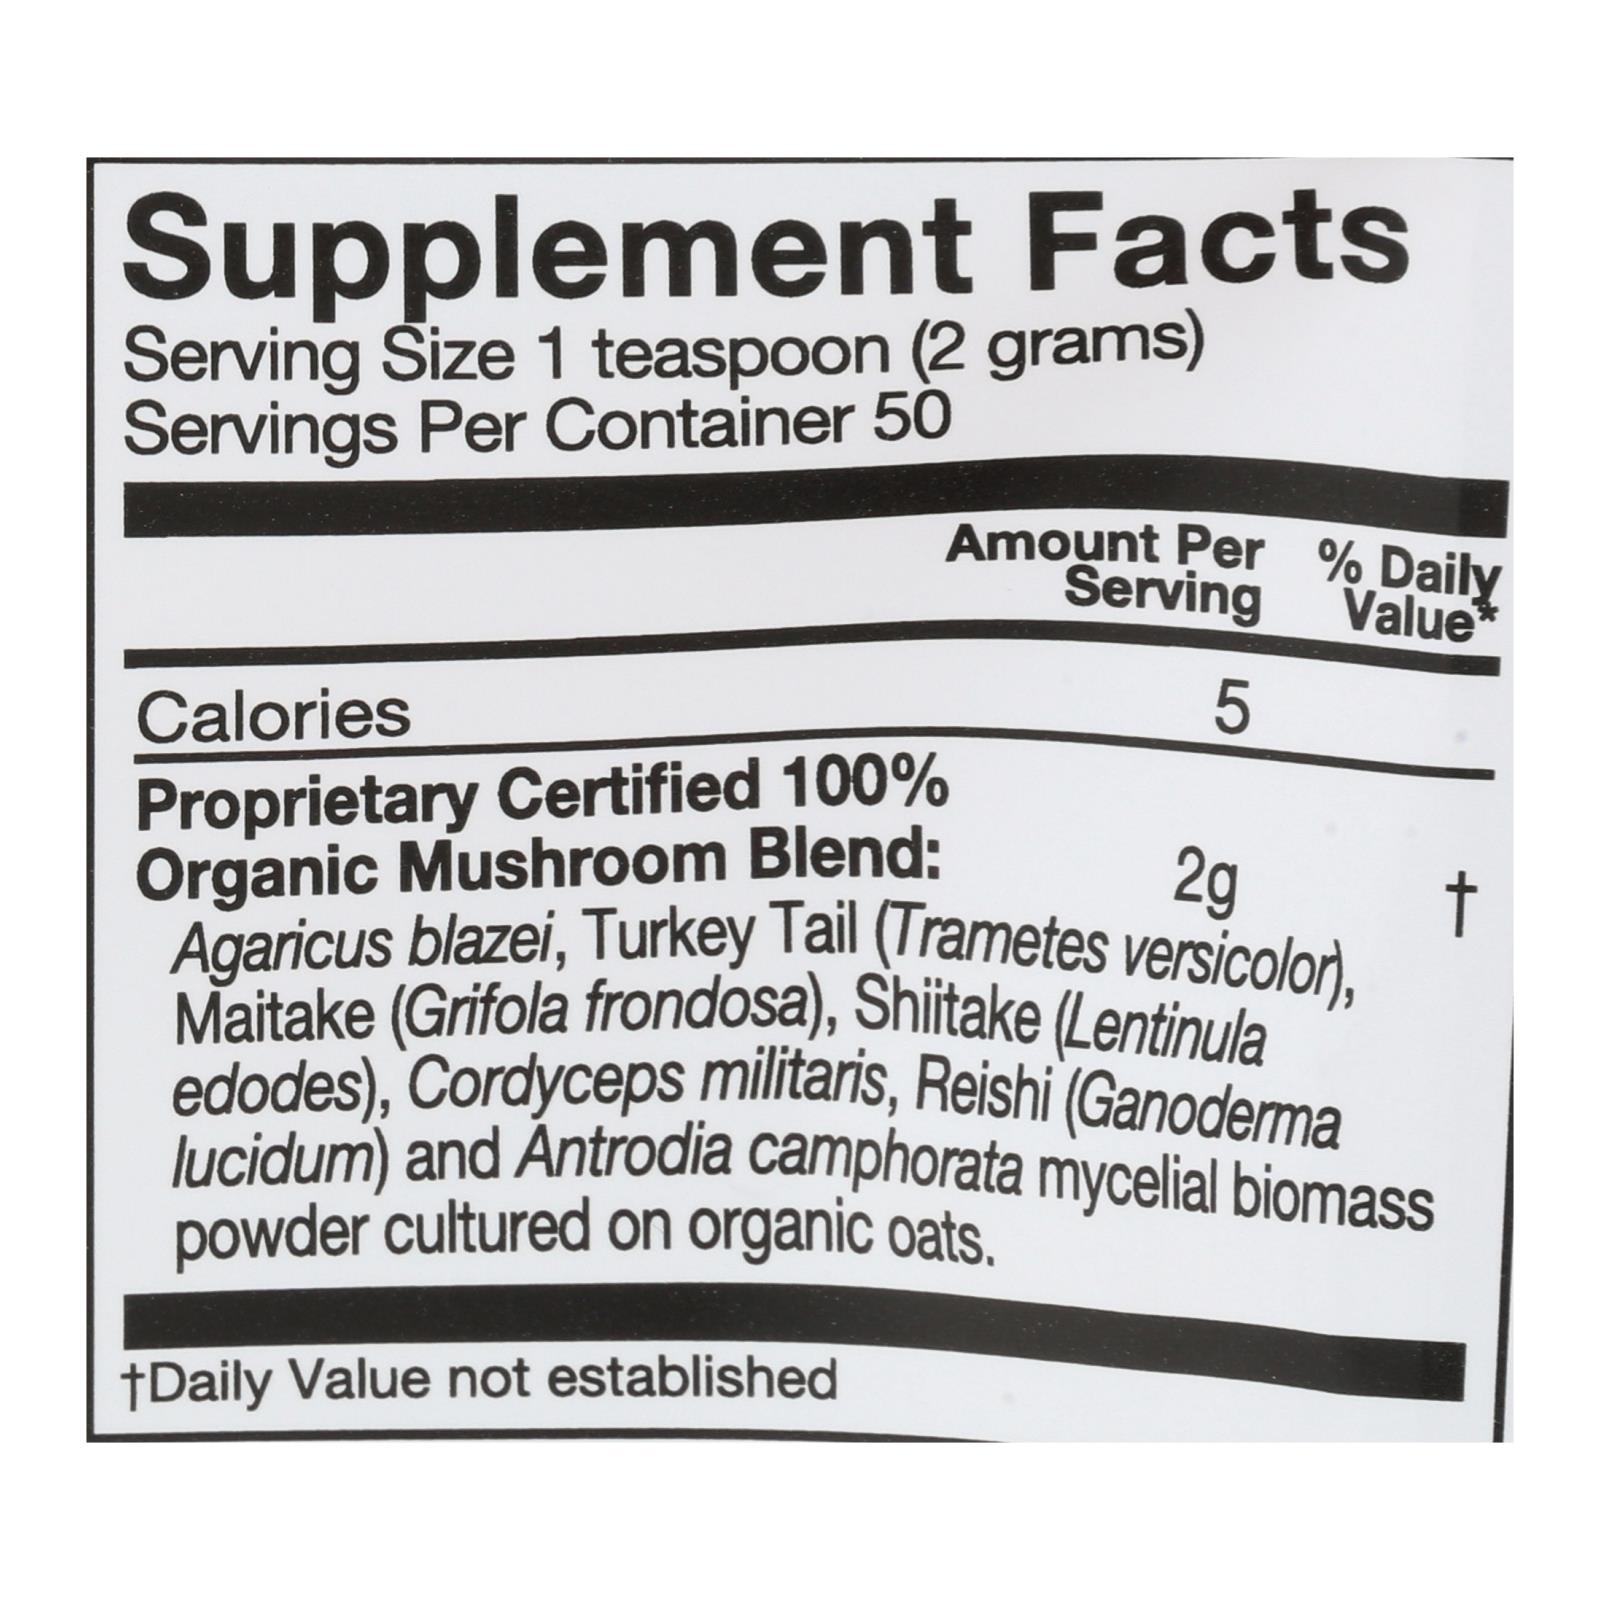 Supplement Facts
Serving Size 1 teaspoon (2 grams)
Servings Per Container 50
Amount Per Serving % Daily Value*
Calories 5
Proprietary Certified 100%
Organic Mushroom Blend: 2g †
Agaricus blazei, Turkey Tail (Trametes versicolor),
Maitake (Grifola frondosa), Shiitake (Lentinula
edodes), Cordyceps militaris, Reishi (Ganoderma
lucidum) and Antrodia camphorata mycelial biomass
powder cultured on organic oats.
†Daily Value not established